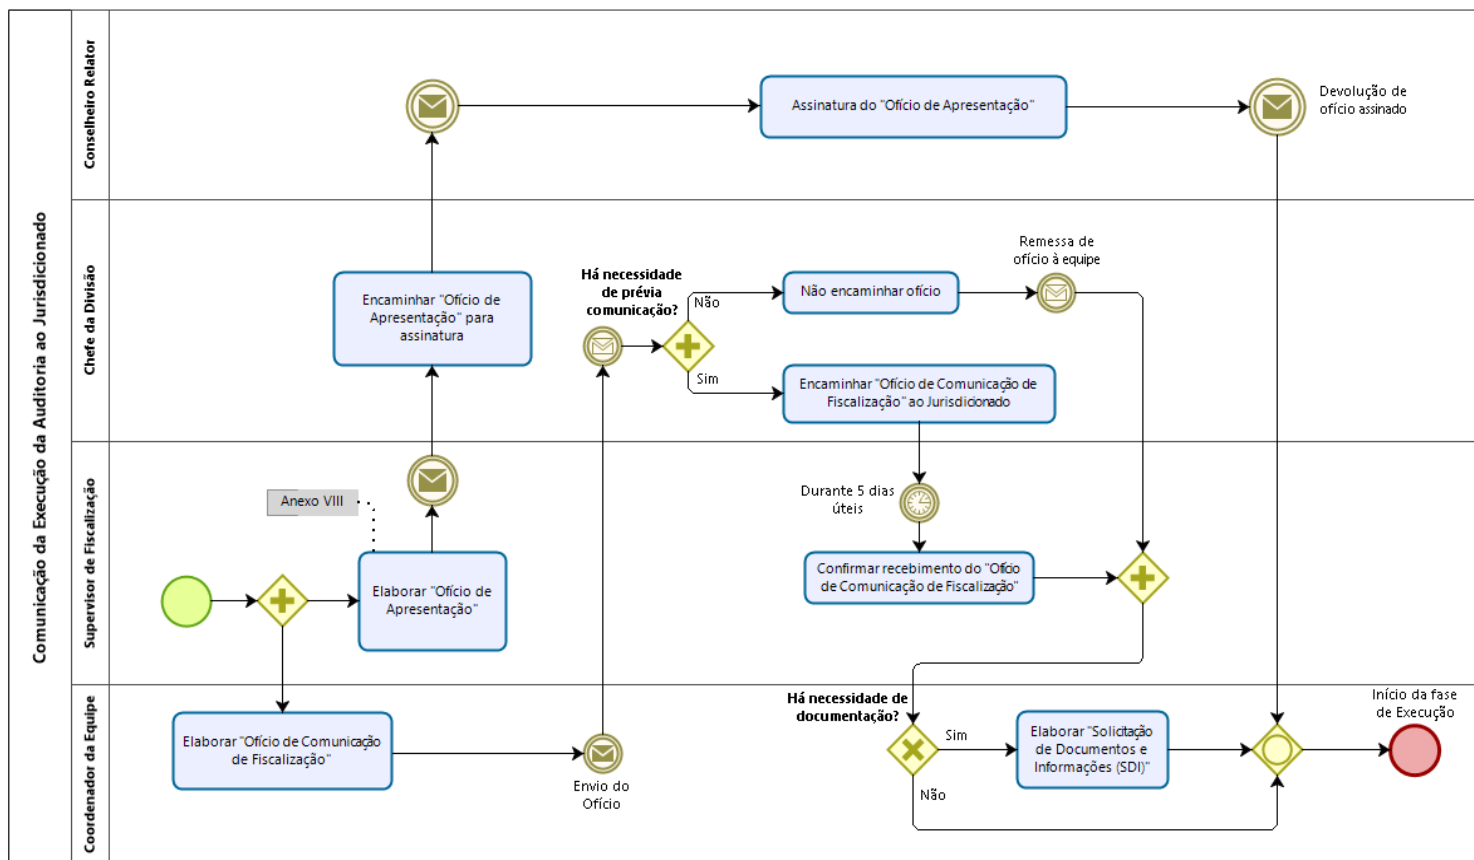 Comunicação da Execução da Auditoria ao Jurisdicionado
Conselheiro Relator
Assinatura do "Ofício de Apresentação"
Devolução de
ofício assinado
Chefe da Divisão
Encaminhar "Ofício de
Apresentação" para
assinatura
Há necessidade
de prévia
comunicação?
Não
Não encaminhar ofício
Remessa de
ofício à equipe
Sim
Encaminhar "Ofício de Comunicação de
Fiscalização" ao Jurisdicionado
Supervisor de Fiscalização
Anexo VIII
Elaborar "Ofício de
Apresentação"
Durante 5 dias
úteis
Confirmar recebimento do "Ofício
de Comunicação de Fiscalização"
Coordenador da Equipe
Elaborar "Ofício de Comunicação
de Fiscalização"
Envio do
Ofício
Há necessidade de
documentação?
Sim
Não
Elaborar "Solicitação
de Documentos e
Informações (SDI)"
Início da fase
de Execução